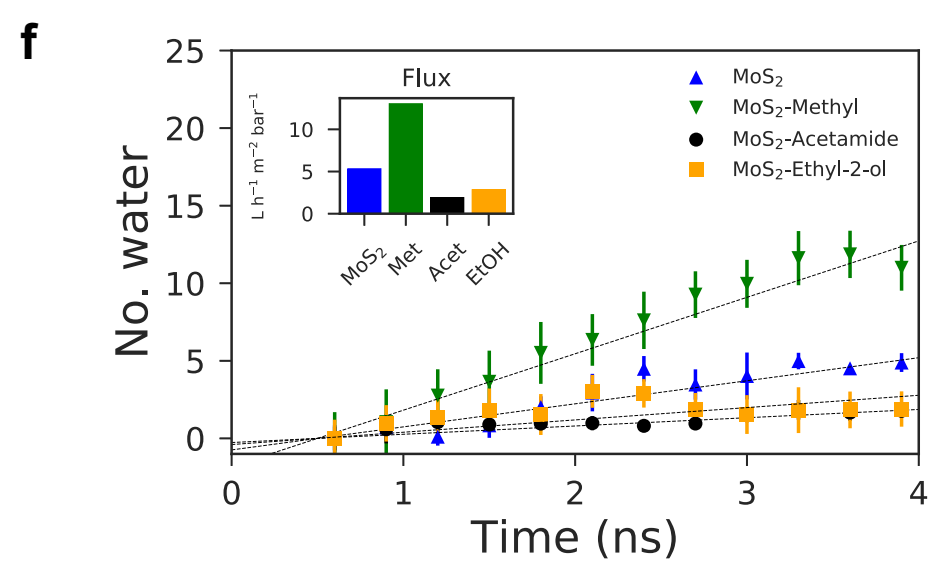 f
25
20
15
10
5
0
No. water
0
1
2
3
4
Time (ns)
Flux
L h⁻¹ m⁻² bar⁻¹
10
5
0
MoS₂
Met
Acet
EtOH
MoS₂
MoS₂-Methyl
MoS₂-Acetamide
MoS₂-Ethyl-2-ol